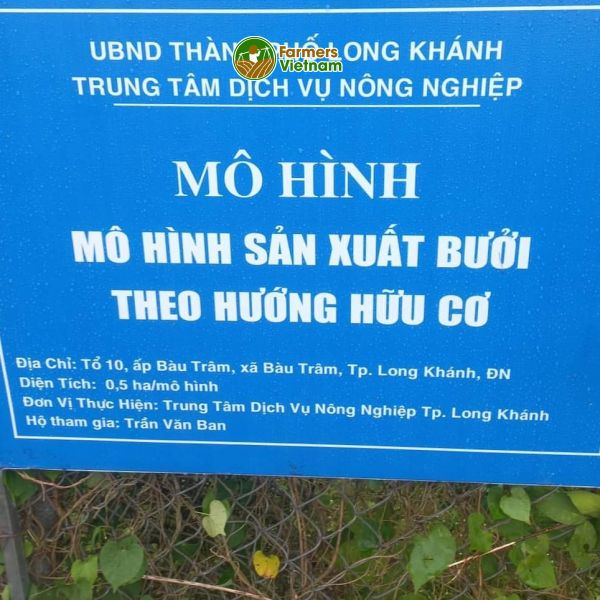 UBND THÀNH PHỐ LONG KHÁNH
Farmers
Vietnam
TRUNG TÂM DỊCH VỤ NÔNG NGHIỆP
MÔ HÌNH
MÔ HÌNH SẢN XUẤT BƯỞI
THEO HƯỚNG HỮU CƠ
Địa Chỉ: Tổ 10, ấp Bàu Trâm, xã Bàu Trâm, Tp. Long Khánh, ĐN
Diện Tích: 0,5 ha/mô hình
Đơn Vị Thực Hiện: Trung Tâm Dịch Vụ Nông Nghiệp Tp. Long Khánh
Hộ tham gia: Trần Văn Ban